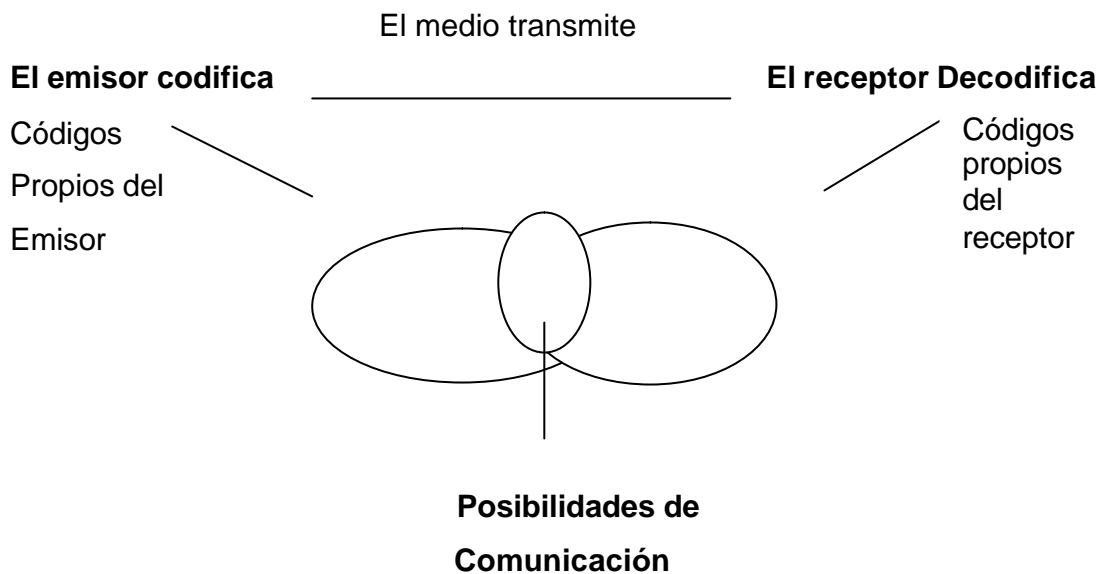 El medio transmite
El emisor codifica
El receptor Decodifica
Códigos
Propios del
Emisor
Códigos
propios
del
receptor
Posibilidades de
Comunicación